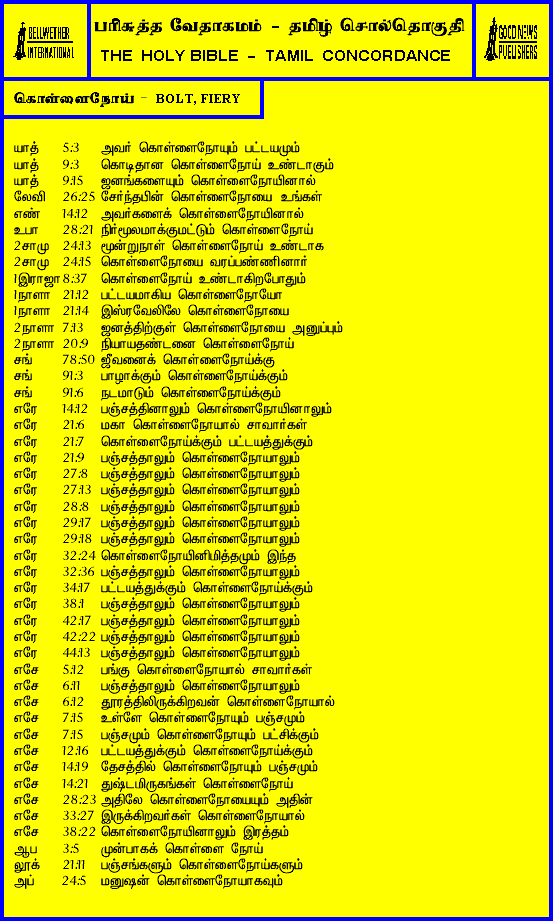 BELLWETHER INTERNATIONAL
பரிசுத்த வேதாகமம் - தமிழ் சொல்தொகுதி
THE HOLY BIBLE - TAMIL CONCORDANCE
GOOD NEWS PUBLISHERS
கொள்ளைநோய் - BOLT, FIERY
யாத் 5:3 அவர் கொள்ளைநோயும் பட்டயமும்
யாத் 9:3 கொடிதான கொள்ளைநோய் உண்டாகும்
யாத் 9:15 ஜனங்களையும் கொள்ளைநோயினால்
லேவி 26:25 சேர்ந்தபின் கொள்ளைநோயை உங்கள்
எண் 14:12 அவர்களைக் கொள்ளைநோயினால்
உபா 28:21 நிர்மூலமாக்குமட்டும் கொள்ளைநோய்
2சாமு 24:13 மூன்றுநாள் கொள்ளைநோய் உண்டாக
2சாமு 24:15 கொள்ளைநோயை வரப்பண்ணினார்
1இராஜா 8:37 கொள்ளைநோய் உண்டாகிறபோதும்
1நாளா 21:12 பட்டயமாகிய கொள்ளைநோயோ
1நாளா 21:14 இஸ்ரவேலிலே கொள்ளைநோயை
2நாளா 7:13 ஜனத்திற்குள் கொள்ளைநோயை அனுப்பும்
2நாளா 20:9 நியாயதண்டனை கொள்ளைநோய்
சங் 78:50 ஜீவனைக் கொள்ளைநோய்க்கு
சங் 91:3 பாழாக்கும் கொள்ளைநோய்க்கும்
சங் 91:6 நடமாடும் கொள்ளைநோய்க்கும்
எரே 14:12 பஞ்சத்தினாலும் கொள்ளைநோயினாலும்
எரே 21:6 மகா கொள்ளைநோயால் சாவார்கள்
எரே 21:7 கொள்ளைநோய்க்கும் பட்டயத்துக்கும்
எரே 21:9 பஞ்சத்தாலும் கொள்ளைநோயாலும்
எரே 27:8 பஞ்சத்தாலும் கொள்ளைநோயாலும்
எரே 27:13 பஞ்சத்தாலும் கொள்ளைநோயாலும்
எரே 28:8 பஞ்சத்தாலும் கொள்ளைநோயாலும்
எரே 29:17 பஞ்சத்தாலும் கொள்ளைநோயாலும்
எரே 29:18 பஞ்சத்தாலும் கொள்ளைநோயாலும்
எரே 32:24 கொள்ளைநோயினிமித்தமும் இந்த
எரே 32:36 பஞ்சத்தாலும் கொள்ளைநோயாலும்
எரே 34:17 பட்டயத்துக்கும் கொள்ளைநோய்க்கும்
எரே 38:1 பஞ்சத்தாலும் கொள்ளைநோயாலும்
எரே 42:17 பஞ்சத்தாலும் கொள்ளைநோயாலும்
எரே 42:22 பஞ்சத்தாலும் கொள்ளைநோயாலும்
எரே 44:13 பஞ்சத்தாலும் கொள்ளைநோயாலும்
எசே 5:12 பங்கு கொள்ளைநோயால் சாவார்கள்
எசே 6:11 பஞ்சத்தாலும் கொள்ளைநோயாலும்
எசே 6:12 தூரத்திலிருக்கிறவன் கொள்ளைநோயால்
எசே 7:15 உள்ளே கொள்ளைநோயும் பஞ்சமும்
எசே 7:15 பஞ்சமும் கொள்ளைநோயும் பட்சிக்கும்
எசே 12:16 பட்டயத்துக்கும் கொள்ளைநோய்க்கும்
எசே 14:19 தேசத்தில் கொள்ளைநோயும் பஞ்சமும்
எசே 14:21 துஷ்டமிருகங்கள் கொள்ளைநோய்
எசே 28:23 அதிலே கொள்ளைநோயையும் அதின்
எசே 33:27 இருக்கிறவர்கள் கொள்ளைநோயால்
எசே 38:22 கொள்ளைநோயினாலும் இரத்தம்
ஆப 3:5 முன்பாகக் கொள்ளை நோய்
லூக் 21:11 பஞ்சங்களும் கொள்ளைநோய்களும்
அப் 24:5 மனுஷன் கொள்ளைநோயாகவும்